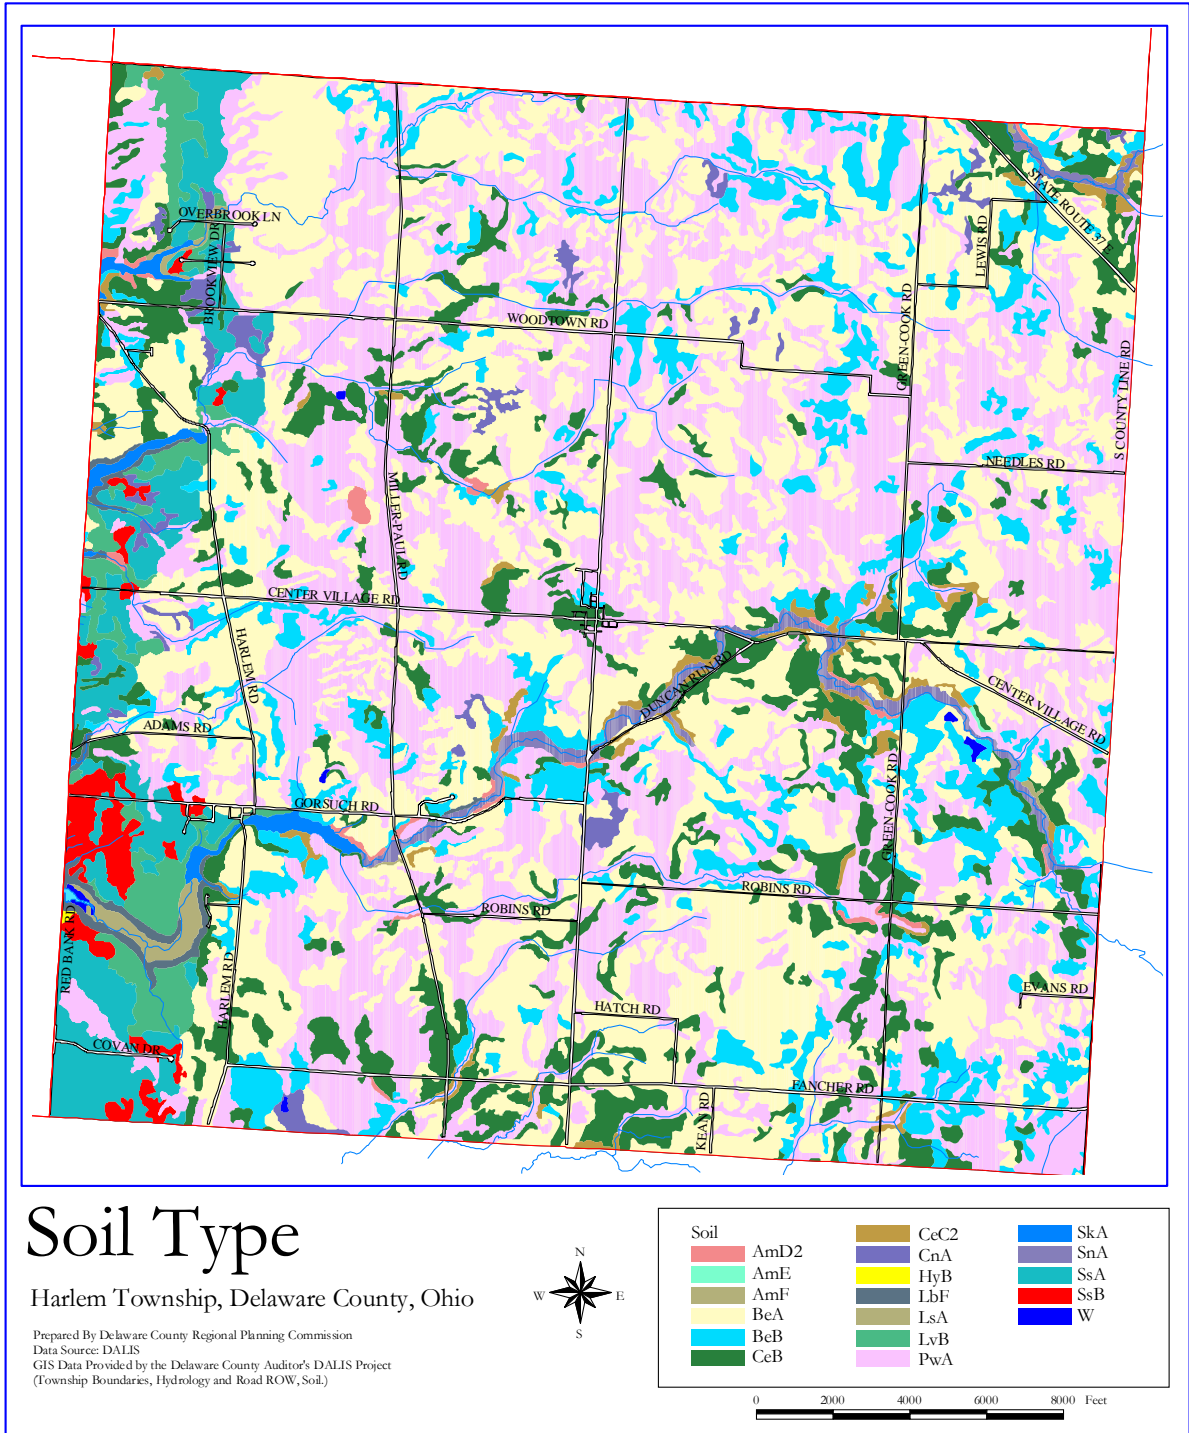 OVERBROOK LN
BROOKVIEW DR
STATE ROUTE 37 E
LEWIS RD
WOODTOWN RD
GREEN-COOK RD
S COUNTY LINE RD
NEEDLES RD
MILLER-PAUL RD
CENTER VILLAGE RD
HARLEM RD
DUNCAN RUN RD
CENTER VILLAGE RD
ADAMS RD
GORSUCH RD
GREEN-COOK RD
ROBINS RD
ROBINS RD
RED BANK RD
HARLEM RD
EVANS RD
HATCH RD
COVAN DR
FANCHER RD
KEAN RD
Soil Type
Harlem Township, Delaware County, Ohio
Prepared By Delaware County Regional Planning Commission
Data Source: DALIS
GIS Data Provided by the Delaware County Auditor's DALIS Project
(Township Boundaries, Hydrology and Road ROW, Soil.)
N
W E
S
Soil
AmD2
AmE
AmF
BeA
BeB
CeB
CeC2
CnA
HyB
LbF
LsA
LvB
PwA
SkA
SnA
SsA
SsB
W
0 2000 4000 6000 8000 Feet